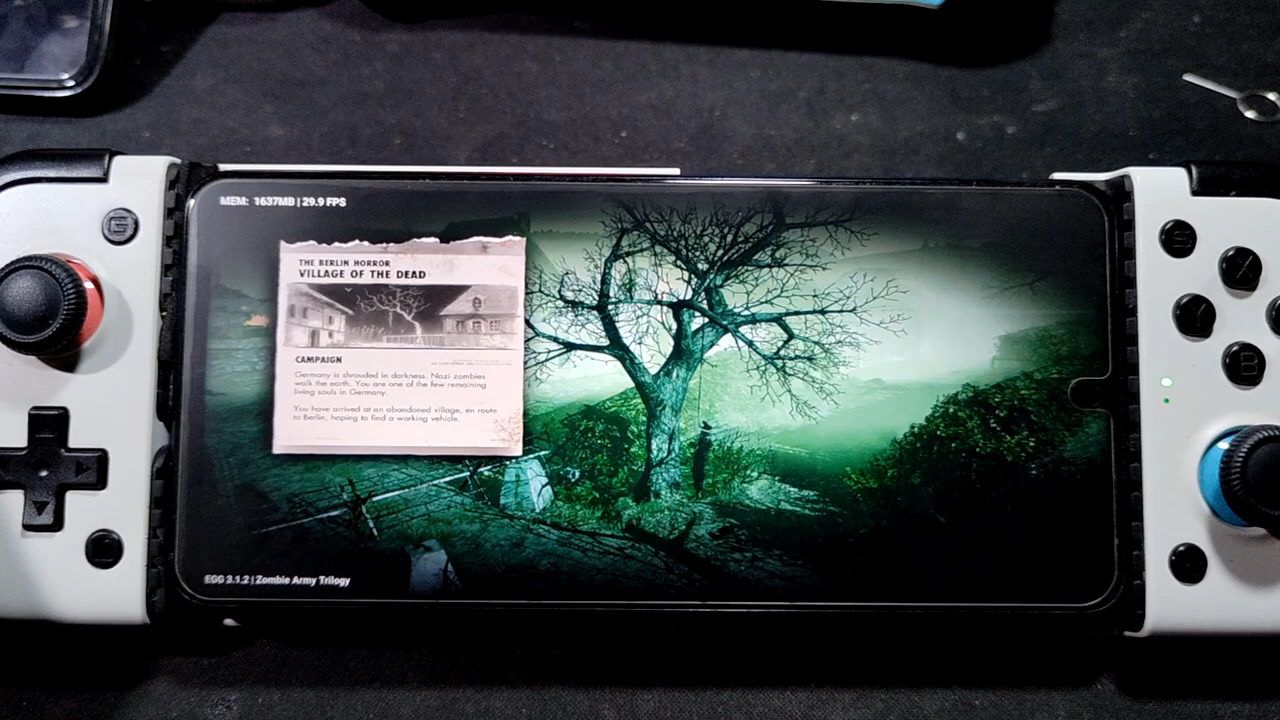 MEM: 1637MB | 29.9 FPS
THE BERLIN HORROR
VILLAGE OF THE DEAD
CAMPAIGN
Germany is shrouded in darkness. Nazi zombies
walk the earth. You are one of the few remaining
living souls in Germany.
You have arrived at an abandoned village, en route
to Berlin, hoping to find a working vehicle.
EGG 3.1.2 | Zombie Army Trilogy
G
S
X
Y
B